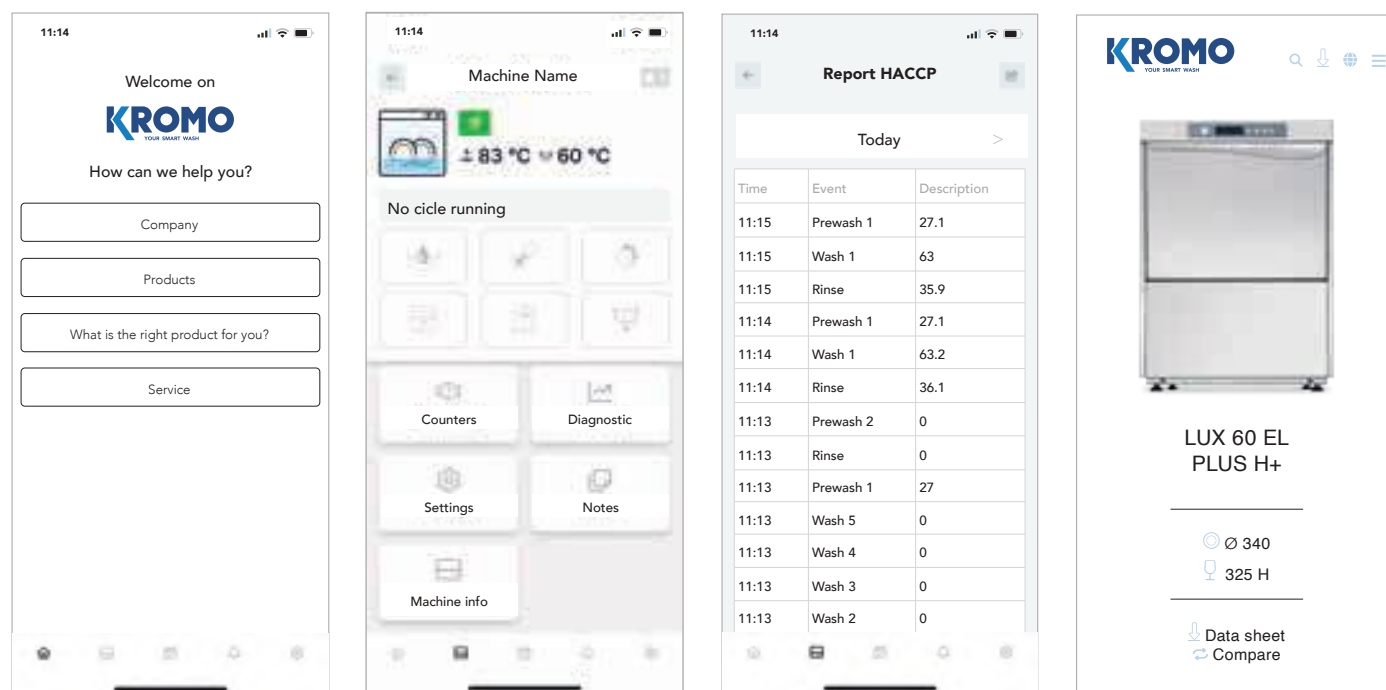 11:14
Welcome on
KROMO
YOUR SMART WASH
How can we help you?
Company
Products
What is the right product for you?
Service
11:14
Machine Name
83 °C 60 °C
No cicle running
Counters
Diagnostic
Settings
Notes
Machine info
11:14
Report HACCP
Today >
Time Event Description
11:15 Prewash 1 27.1
11:15 Wash 1 63
11:15 Rinse 35.9
11:14 Prewash 1 27.1
11:14 Wash 1 63.2
11:14 Rinse 36.1
11:13 Prewash 2 0
11:13 Rinse 0
11:13 Prewash 1 27
11:13 Wash 5 0
11:13 Wash 4 0
11:13 Wash 3 0
11:13 Wash 2 0
KROMO
YOUR SMART WASH
LUX 60 EL
PLUS H+
Ø 340
325 H
Data sheet
Compare